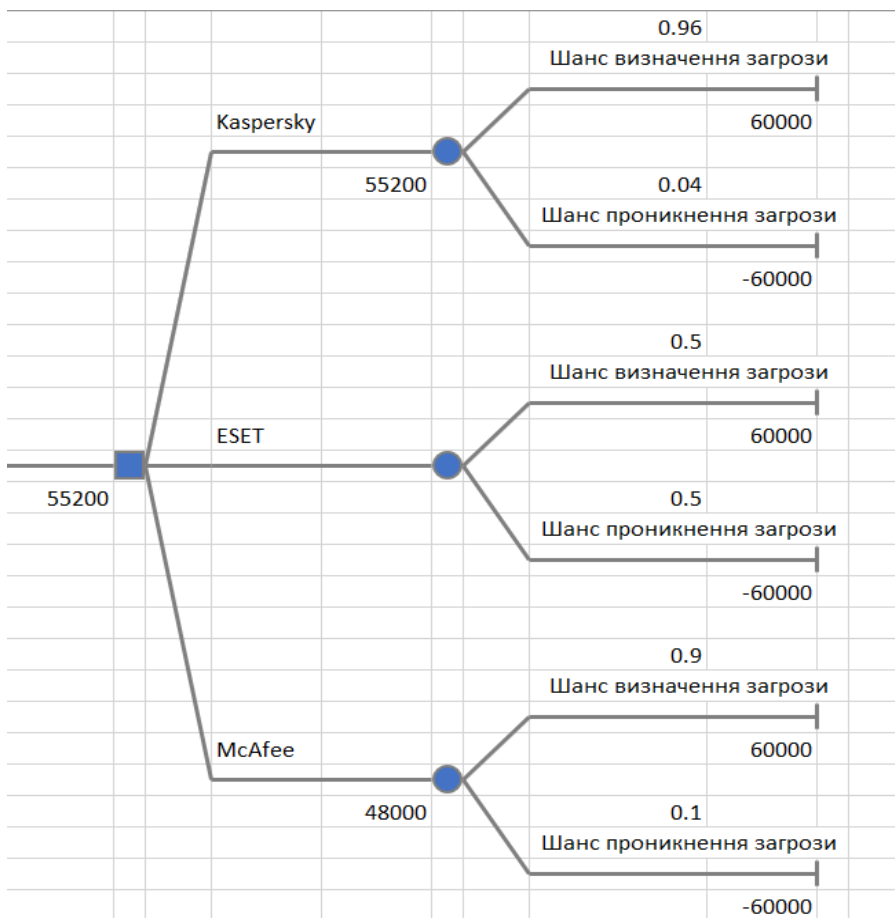 0.96
Шанс визначення загрози
Kaspersky
60000
55200
0.04
Шанс проникнення загрози
-60000
0.5
Шанс визначення загрози
ESET
60000
55200
0.5
Шанс проникнення загрози
-60000
0.9
Шанс визначення загрози
McAfee
60000
48000
0.1
Шанс проникнення загрози
-60000